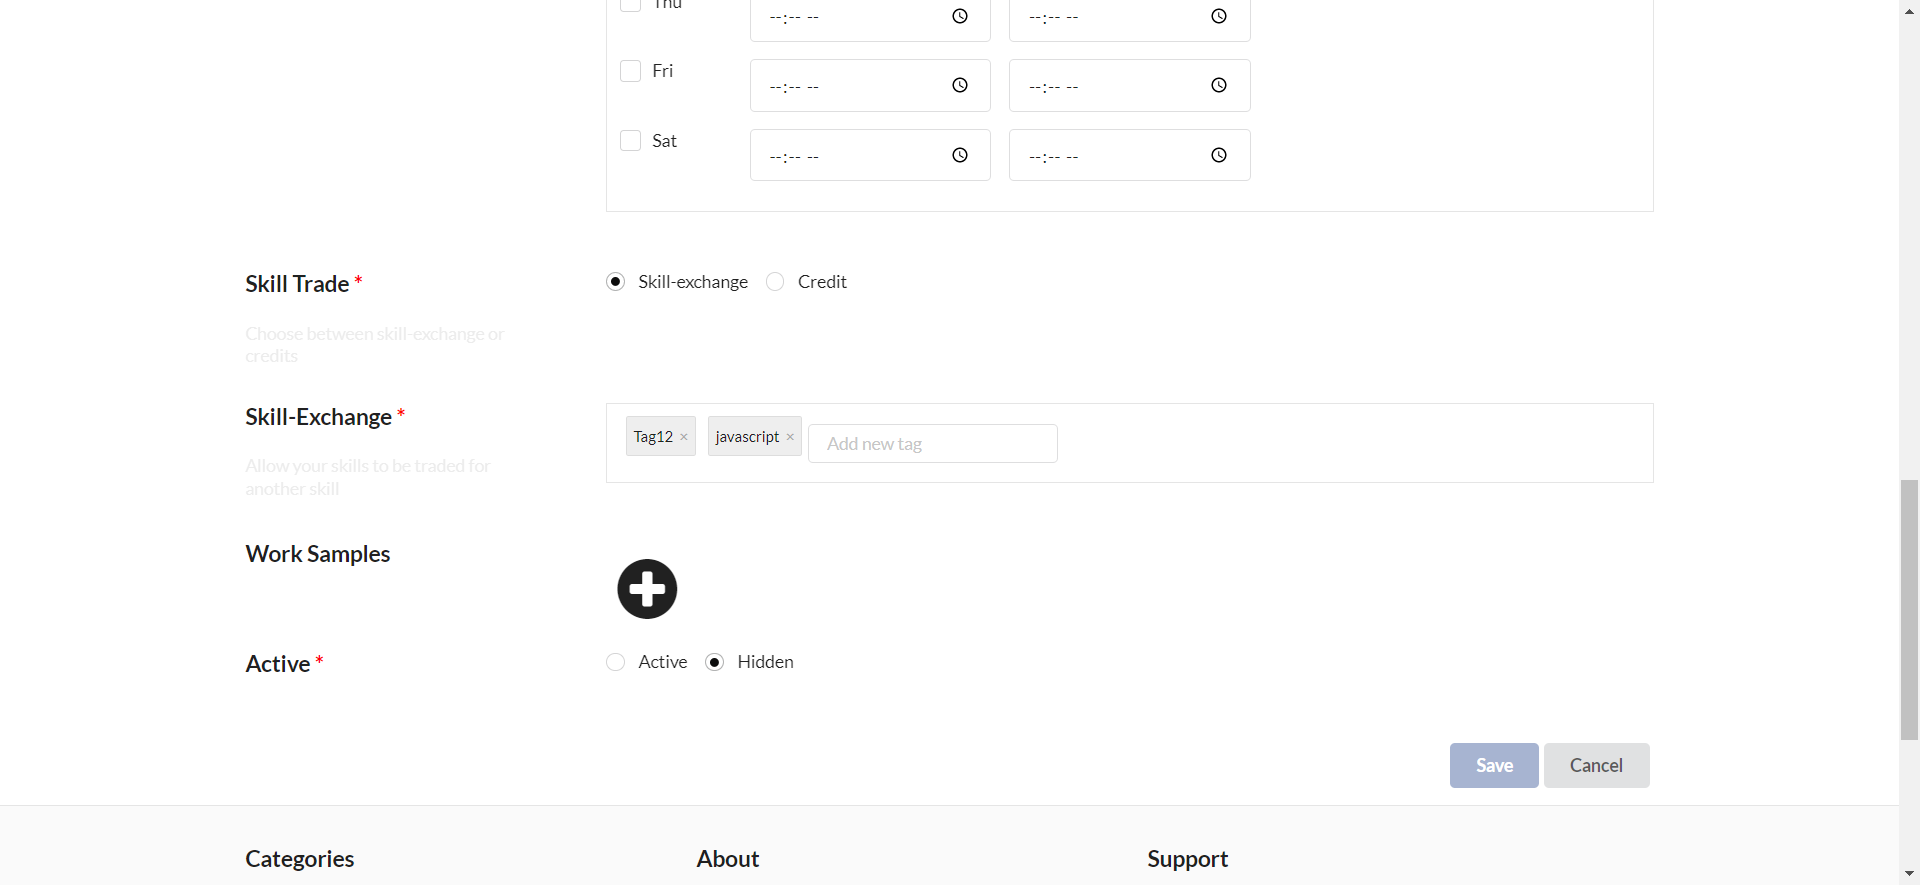 Thu
--:-- --
--:-- --
Fri
--:-- --
--:-- --
Sat
--:-- --
--:-- --
Skill Trade *
Skill-exchange
Credit
Choose between skill-exchange or
credits
Skill-Exchange *
Tag12 ×
javascript ×
Add new tag
Allow your skills to be traded for
another skill
Work Samples
Active *
Active
Hidden
Save
Cancel
Categories
About
Support